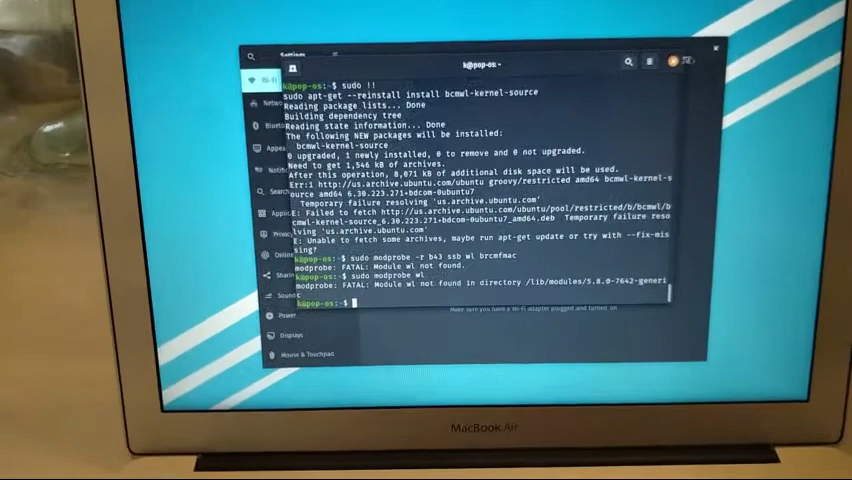 Settings
k@pop-os: ~
k@pop-os:~$ sudo !!
sudo apt-get --reinstall install bcmwl-kernel-source
Reading package lists... Done
Building dependency tree
Reading state information... Done
The following NEW packages will be installed:
bcmwl-kernel-source
0 upgraded, 1 newly installed, 0 to remove and 0 not upgraded.
Need to get 1,546 kB of archives.
After this operation, 8,071 kB of additional disk space will be used.
Err:1 http://us.archive.ubuntu.com/ubuntu groovy/restricted amd64 bcmwl-kernel-s
ource amd64 6.30.223.271+bdcom-0ubuntu7
Temporary failure resolving 'us.archive.ubuntu.com'
E: Failed to fetch http://us.archive.ubuntu.com/ubuntu/pool/restricted/b/bcmwl/b
cmwl-kernel-source_6.30.223.271+bdcom-0ubuntu7_amd64.deb Temporary failure reso
lving 'us.archive.ubuntu.com'
E: Unable to fetch some archives, maybe run apt-get update or try with --fix-mis
sing?
k@pop-os:~$ sudo modprobe -r b43 ssb wl brcmfmac
modprobe: FATAL: Module wl not found.
k@pop-os:~$ sudo modprobe wl
modprobe: FATAL: Module wl not found in directory /lib/modules/5.8.0-7642-generi
c
k@pop-os:~$
Wi-Fi
Netwo
Blueto
Appea
Notifi
Search
Applic
Privacy
Online
Sharin
Sound
Power
Displays
Mouse & Touchpad
Make sure you have a Wi-Fi adapter plugged and turned on
MacBook Air